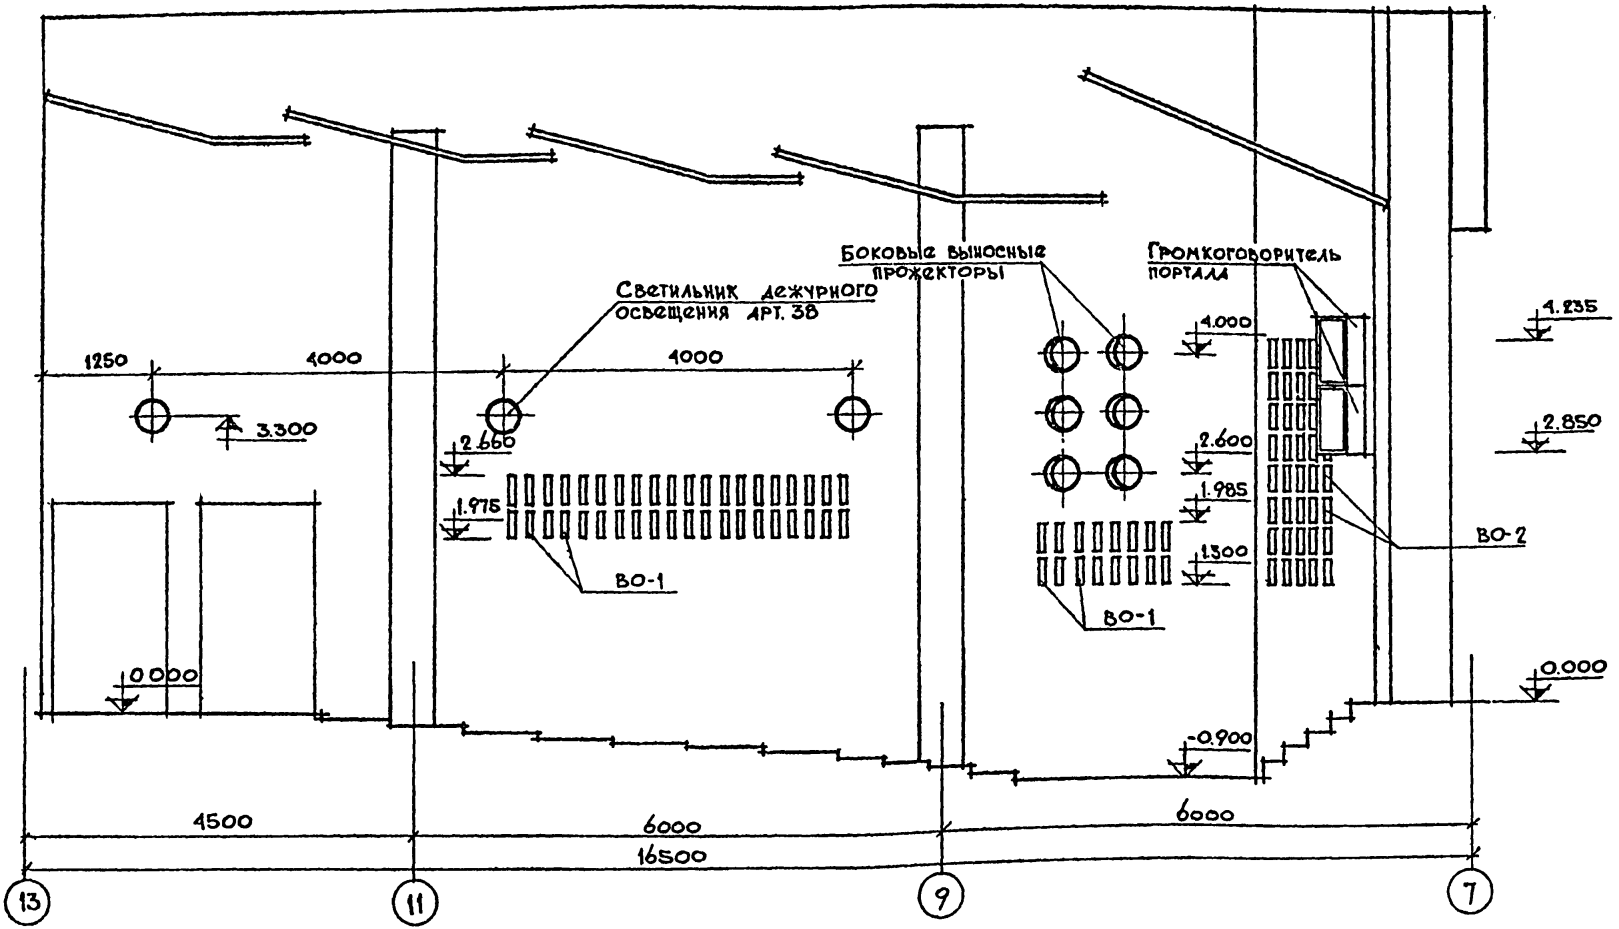 Боковые выносные
прожекторы
Громкоговоритель
портала
Светильник дежурного
освещения арт. 38
4.235
4.000
1250
4000
4000
3.300
2.660
2.850
2.600
1.975
1.985
ВО-2
1.300
ВО-1
ВО-1
0.000
0.000
-0.900
4500
6000
6000
16500
13
11
9
7